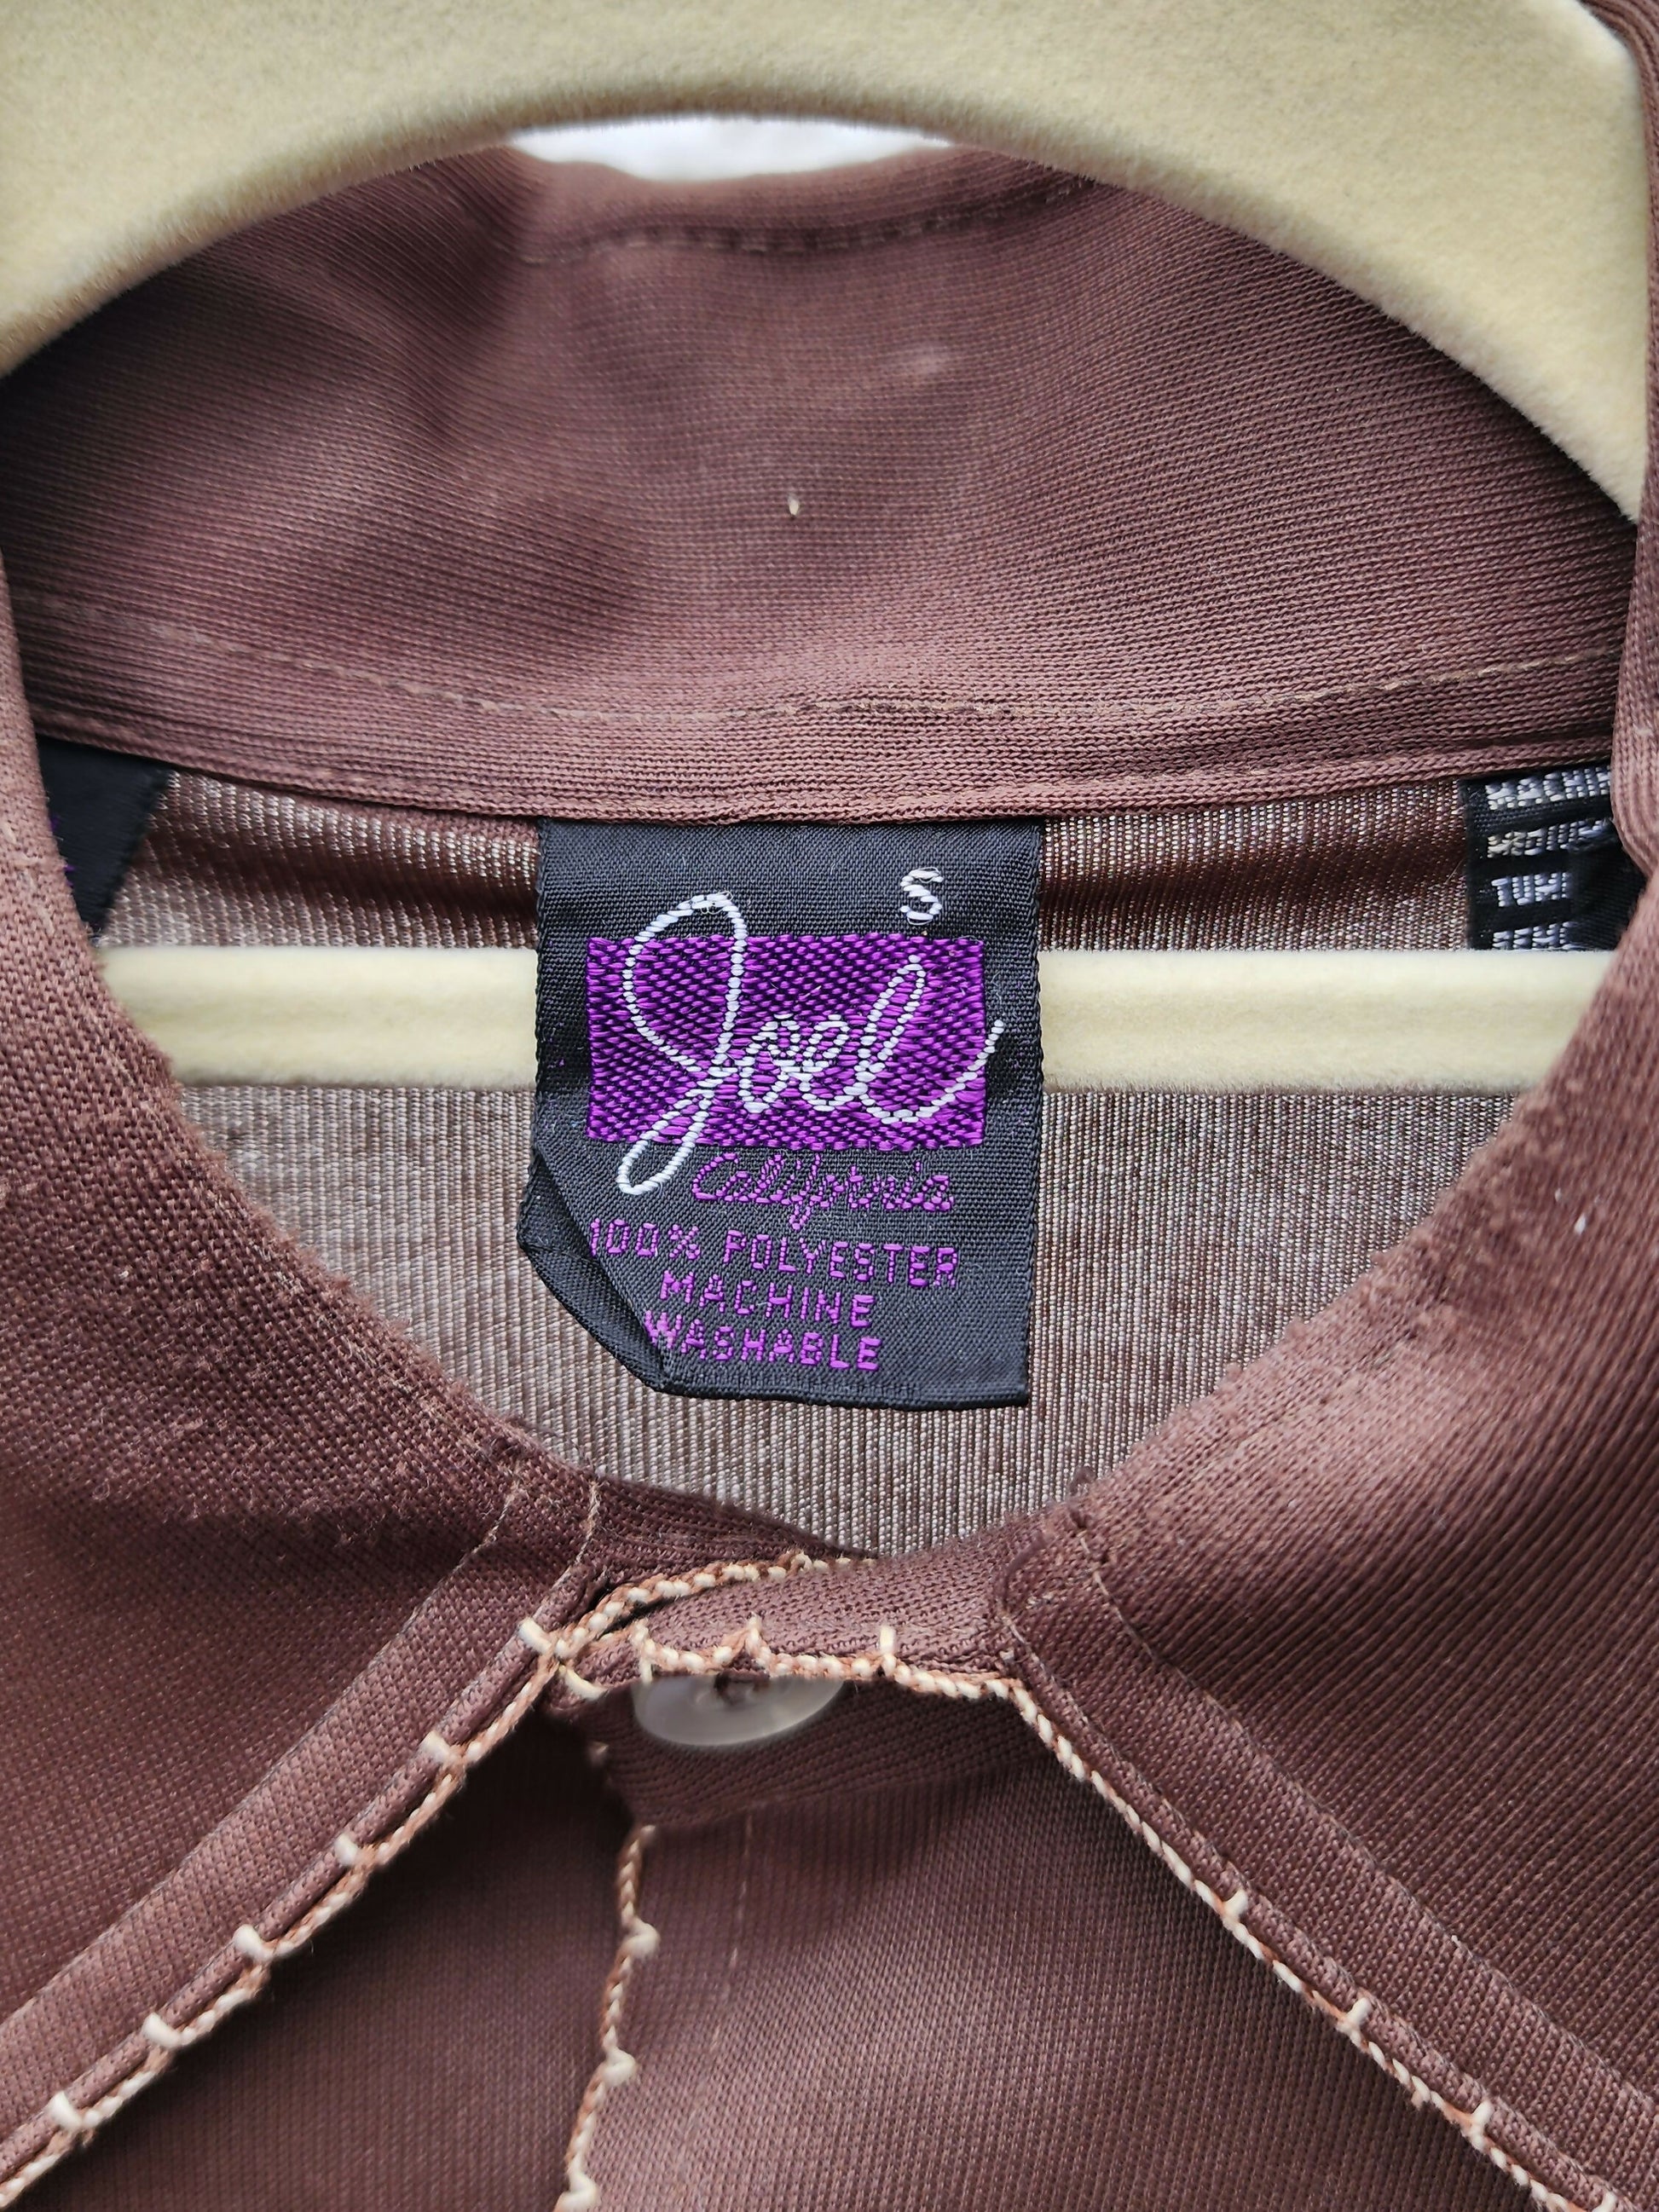 S
Joel
California
100% POLYESTER
MACHINE
WASHABLE